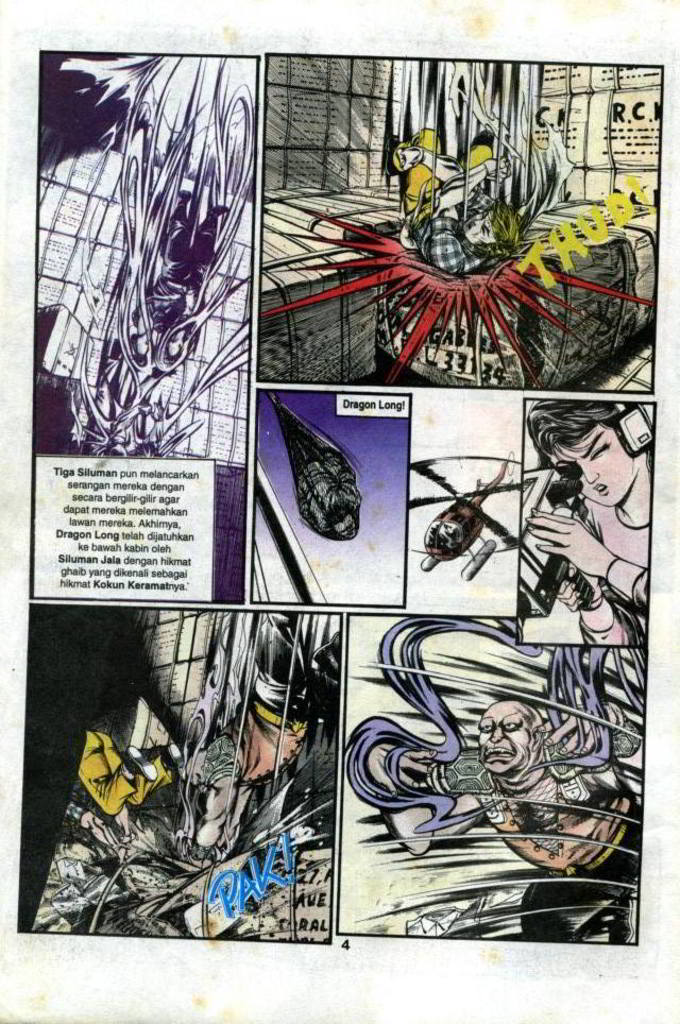 Tiga Siluman pun melancarkan
serangan mereka dengan
secara bergilir-gilir agar
dapat mereka melemahkan
lawan mereka. Akhirnya,
Dragon Long telah dijatuhkan
ke bawah kabin oleh
Siluman Jala dengan hikmat
ghaib yang dikenali sebagai
hikmat Kokun Keramatnya.'
R.C.K
THUD!
33134
Dragon Long!
PAK!
AUE
4